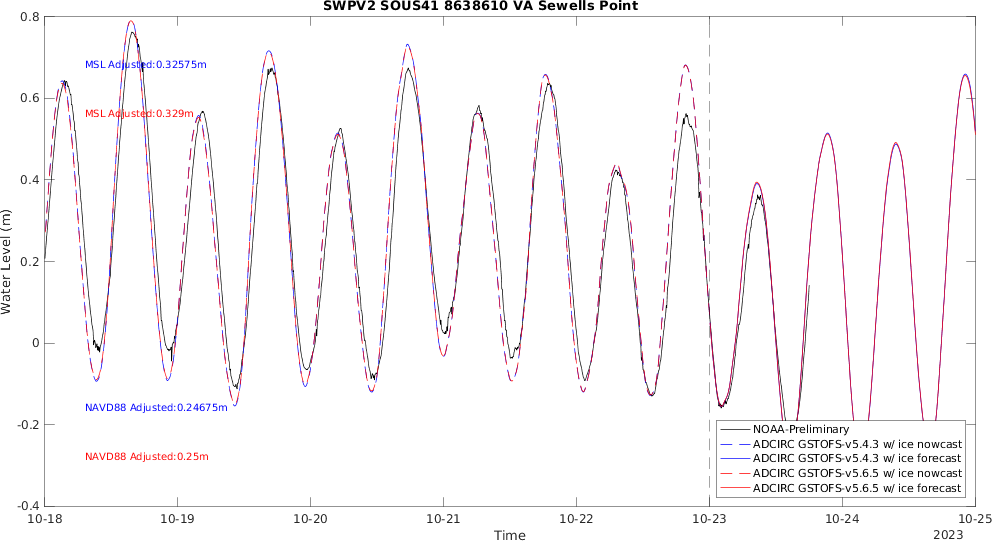 SWPV2 SOUS41 8638610 VA Sewells Point
0.8
0.6
0.4
0.2
0
-0.2
-0.4
Water Level (m)
MSL Adjusted:0.32575m
MSL Adjusted:0.329m
NAVD88 Adjusted:0.24675m
NAVD88 Adjusted:0.25m
NOAA-Preliminary
ADCIRC GSTOFS-v5.4.3 w/ ice nowcast
ADCIRC GSTOFS-v5.4.3 w/ ice forecast
ADCIRC GSTOFS-v5.6.5 w/ ice nowcast
ADCIRC GSTOFS-v5.6.5 w/ ice forecast
10-18 10-19 10-20 10-21 10-22 10-23 10-24 10-25
Time
2023